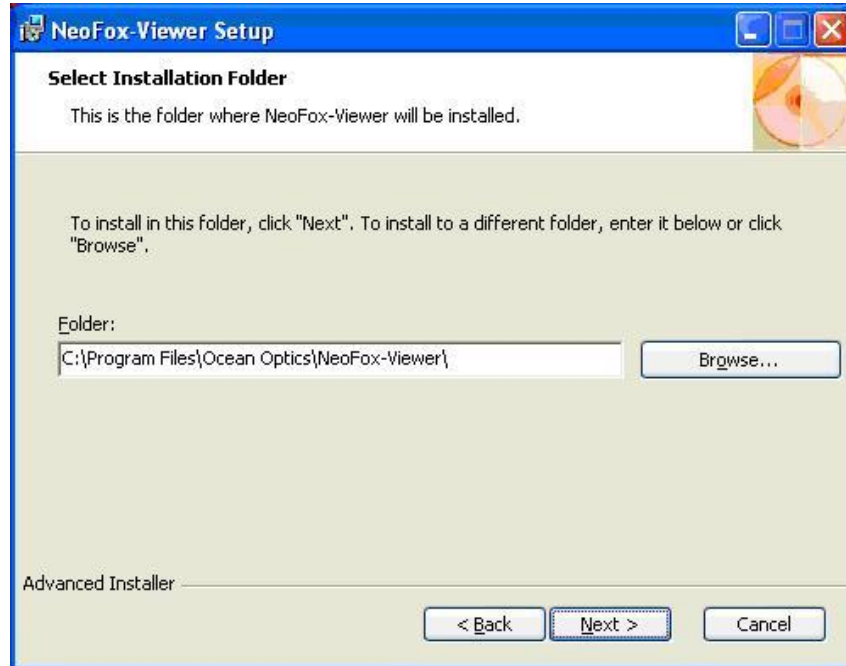 NeoFox-Viewer Setup
Select Installation Folder
This is the folder where NeoFox-Viewer will be installed.
To install in this folder, click "Next". To install to a different folder, enter it below or click
"Browse".
Folder:
C:\Program Files\Ocean Optics\NeoFox-Viewer\
Browse...
Advanced Installer
< Back
Next >
Cancel